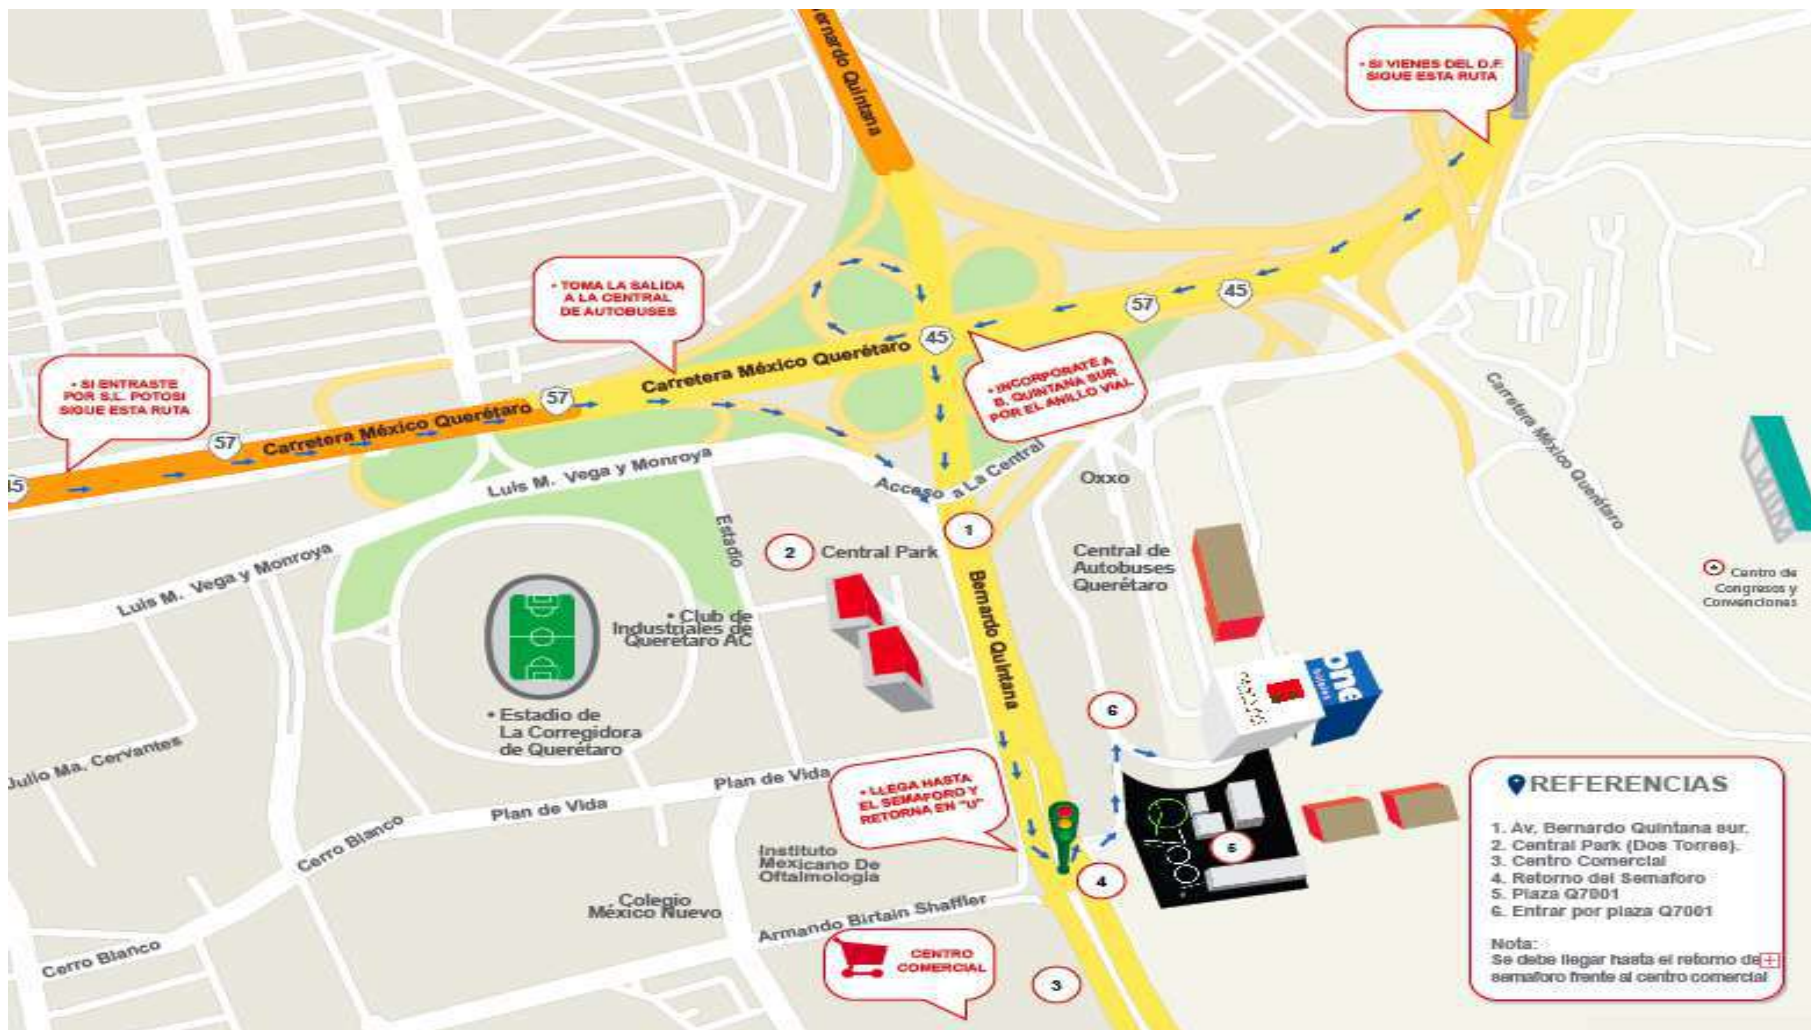 ernardo Quintana
• SI VIENES DEL D.F.
SIGUE ESTA RUTA
• TOMA LA SALIDA
A LA CENTRAL
DE AUTOBUSES
57
45
45
• SI ENTRASTE
POR S.L. POTOSI
SIGUE ESTA RUTA
Carretera México Querétaro
• INCORPORATE A
B. QUINTANA SUR
POR EL ANILLO VIAL
57
57
Carretera México Querétaro
45
Carretera México Querétaro
Luis M. Vega y Monroya
Acceso a La Central
Oxxo
Luis M. Vega y Monroya
Estadio
1
2
Central Park
Central de
Autobuses
Querétaro
Centro de
Congresos y
Convenciones
Bernardo Quintana
• Club de
Industriales de
Querétaro AC
one
hoteles
6
• Estadio de
La Corregidora
de Querétaro
Julio Ma. Cervantes
Plan de Vida
Plan de Vida
• LLEGA HASTA
EL SEMAFORO Y
RETORNA EN "U"
Cerro Blanco
Instituto
Mexicano De
Oftalmologia
5
4
Colegio
México Nuevo
Armando Birtain Shaffler
Cerro Blanco
CENTRO
COMERCIAL
3
REFERENCIAS
1. Av. Bernardo Quintana sur.
2. Central Park (Dos Torres).
3. Centro Comercial
4. Retorno del Semaforo
5. Plaza Q7001
6. Entrar por plaza Q7001
Nota:
Se debe llegar hasta el retorno de
semaforo frente al centro comercial